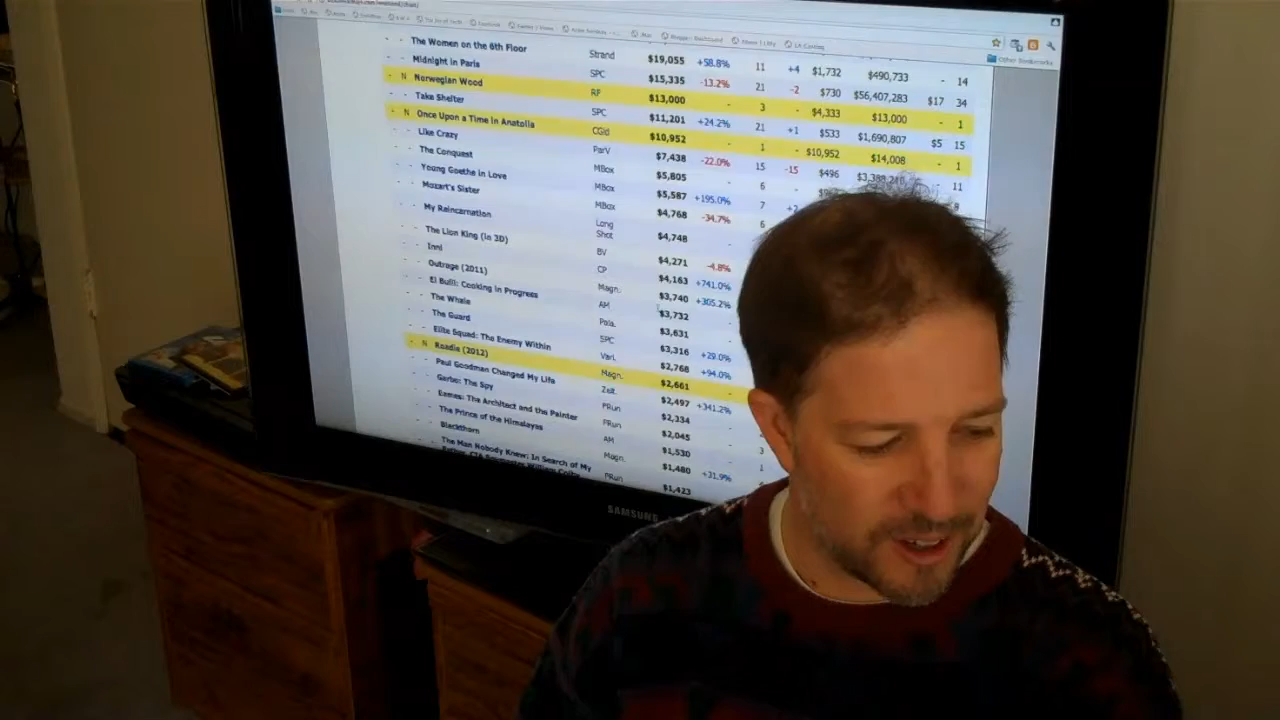 The Women on the 6th Floor Strand $19,055 +58.8% 11 +4 $1,732 $490,733 - 14
Midnight in Paris SPC $15,335 -13.2% 21 -2 $730 $56,407,283 $17 34
- N Norwegian Wood RF $13,000 - 3 - $4,333 $13,000 - 1
- - Take Shelter SPC $11,201 +24.2% 21 +1 $533 $1,690,807 $5 15
- N Once Upon a Time in Anatolia CGld $10,952 - 1 - $10,952 $14,008 - 1
- - Like Crazy ParV $7,438 -22.0% 15 -15 $496 - 11
- - The Conquest MBox $5,805 - 6 -
- - Young Goethe in Love MBox $5,587 +195.0% 7
- - Mozart's Sister MBox $4,768 -34.7% 6
- - My Reincarnation Long Shot $4,748 -
- - The Lion King (in 3D) BV $4,271 -4.8%
- - Inni CP $4,163 +741.0%
- - Outrage (2011) Magn. $3,740 +305.2%
- - El Bulli: Cooking in Progress AM $3,732 -
- - The Whale Pala. $3,631
- - The Guard SPC $3,316 +29.0%
- - Elite Squad: The Enemy Within Vari. $2,768 +94.0%
- N Roadie (2012) Magn. $2,661 -
- - Paul Goodman Changed My Life Zeit. $2,497 +341.2%
- - Garbo: The Spy FRun $2,334 -
- - Eames: The Architect and the Painter FRun $2,045 - 3
- - The Prince of the Himalayas AM $1,530 - 1
- - Blackthorn Magn. $1,480 +31.9%
- - The Man Nobody Knew: In Search of My FRun $1,423
Other Bookmarks
SAMSUNG